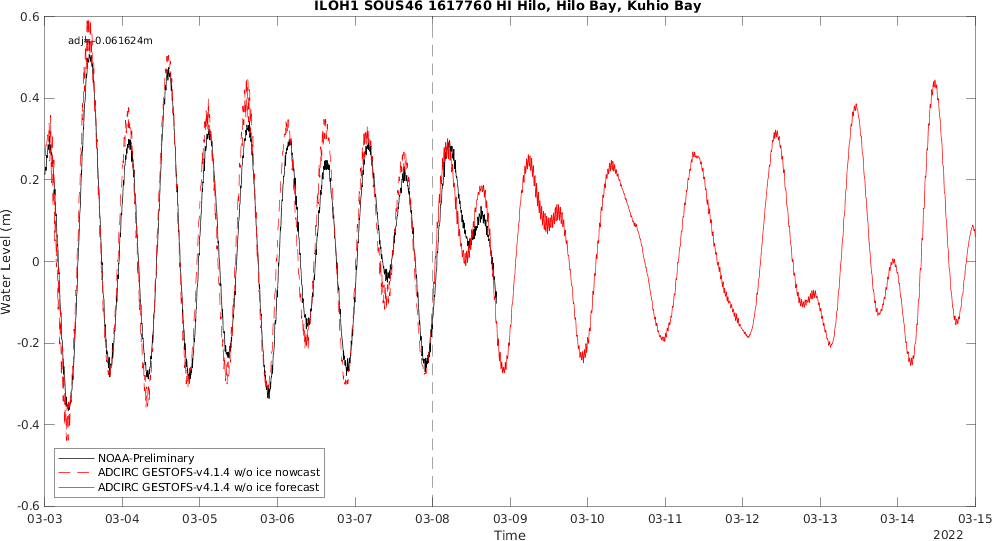 ILOH1 SOUS46 1617760 HI Hilo, Hilo Bay, Kuhio Bay
adj=-0.061624m
0.6
0.4
0.2
0
-0.2
-0.4
-0.6
Water Level (m)
NOAA-Preliminary
ADCIRC GESTOFS-v4.1.4 w/o ice nowcast
ADCIRC GESTOFS-v4.1.4 w/o ice forecast
03-03 03-04 03-05 03-06 03-07 03-08 03-09 03-10 03-11 03-12 03-13 03-14 03-15
Time
2022